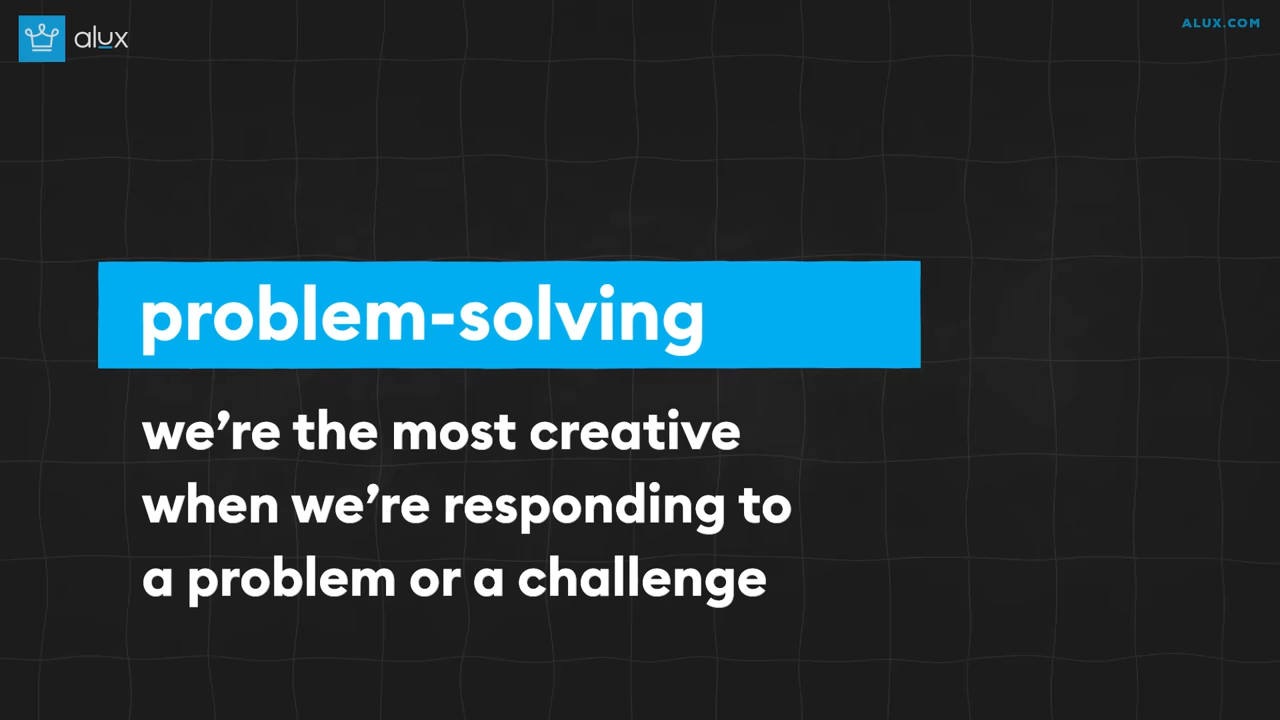 alux
ALUX.COM
problem-solving
we’re the most creative
when we’re responding to
a problem or a challenge